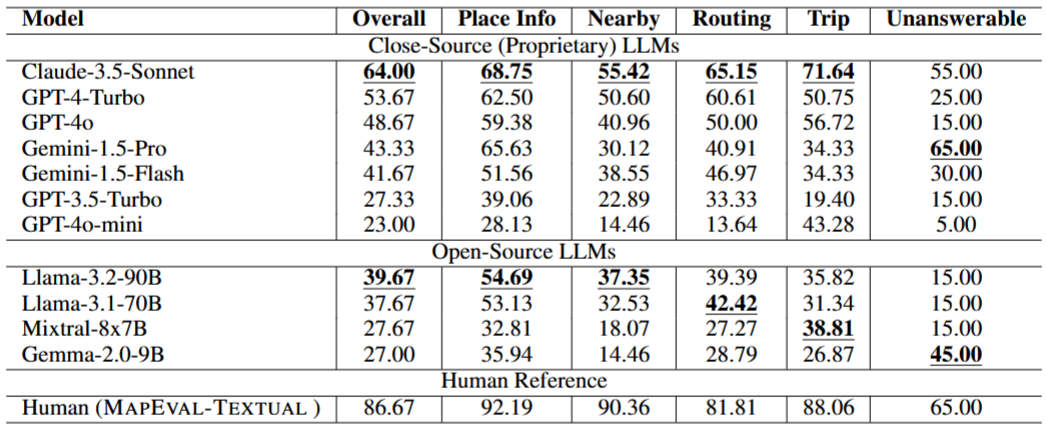 Model Overall Place Info Nearby Routing Trip Unanswerable
Close-Source (Proprietary) LLMs
Claude-3.5-Sonnet 64.00 68.75 55.42 65.15 71.64 55.00
GPT-4-Turbo 53.67 62.50 50.60 60.61 50.75 25.00
GPT-4o 48.67 59.38 40.96 50.00 56.72 15.00
Gemini-1.5-Pro 43.33 65.63 30.12 40.91 34.33 65.00
Gemini-1.5-Flash 41.67 51.56 38.55 46.97 34.33 30.00
GPT-3.5-Turbo 27.33 39.06 22.89 33.33 19.40 15.00
GPT-4o-mini 23.00 28.13 14.46 13.64 43.28 5.00
Open-Source LLMs
Llama-3.2-90B 39.67 54.69 37.35 39.39 35.82 15.00
Llama-3.1-70B 37.67 53.13 32.53 42.42 31.34 15.00
Mixtral-8x7B 27.67 32.81 18.07 27.27 38.81 15.00
Gemma-2.0-9B 27.00 35.94 14.46 28.79 26.87 45.00
Human Reference
Human (MAPEVAL-TEXTUAL ) 86.67 92.19 90.36 81.81 88.06 65.00